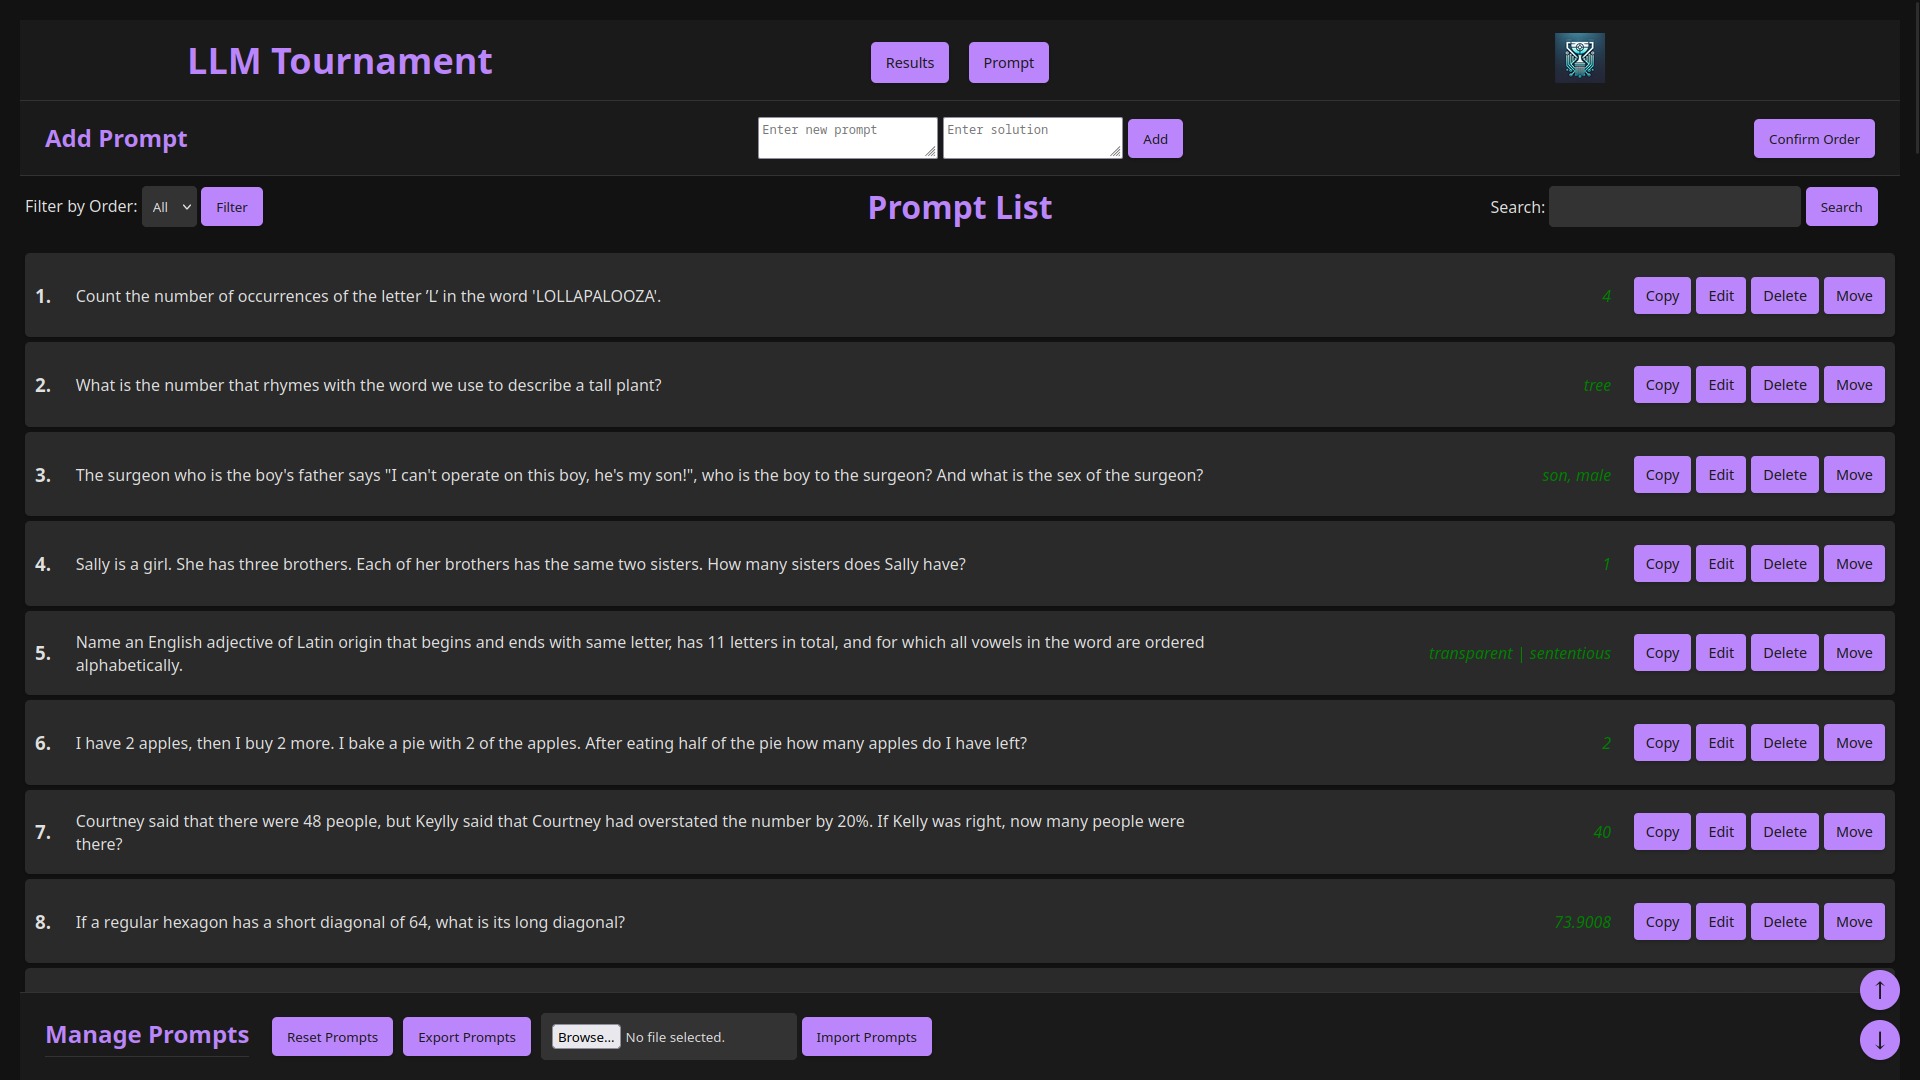 LLM Tournament
Results
Prompt
Add Prompt
Enter new prompt
Enter solution
Add
Confirm Order
Filter by Order:
All
Filter
Prompt List
Search:
Search
1. Count the number of occurrences of the letter ’L’ in the word 'LOLLAPALOOZA'. 4 Copy Edit Delete Move
2. What is the number that rhymes with the word we use to describe a tall plant? tree Copy Edit Delete Move
3. The surgeon who is the boy's father says "I can't operate on this boy, he's my son!", who is the boy to the surgeon? And what is the sex of the surgeon? son, male Copy Edit Delete Move
4. Sally is a girl. She has three brothers. Each of her brothers has the same two sisters. How many sisters does Sally have? 1 Copy Edit Delete Move
5. Name an English adjective of Latin origin that begins and ends with same letter, has 11 letters in total, and for which all vowels in the word are ordered
alphabetically. transparent | sententious Copy Edit Delete Move
6. I have 2 apples, then I buy 2 more. I bake a pie with 2 of the apples. After eating half of the pie how many apples do I have left? 2 Copy Edit Delete Move
7. Courtney said that there were 48 people, but Keylly said that Courtney had overstated the number by 20%. If Kelly was right, now many people were
there? 40 Copy Edit Delete Move
8. If a regular hexagon has a short diagonal of 64, what is its long diagonal? 73.9008 Copy Edit Delete Move
↑
Manage Prompts
Reset Prompts
Export Prompts
Browse... No file selected.
Import Prompts
↓